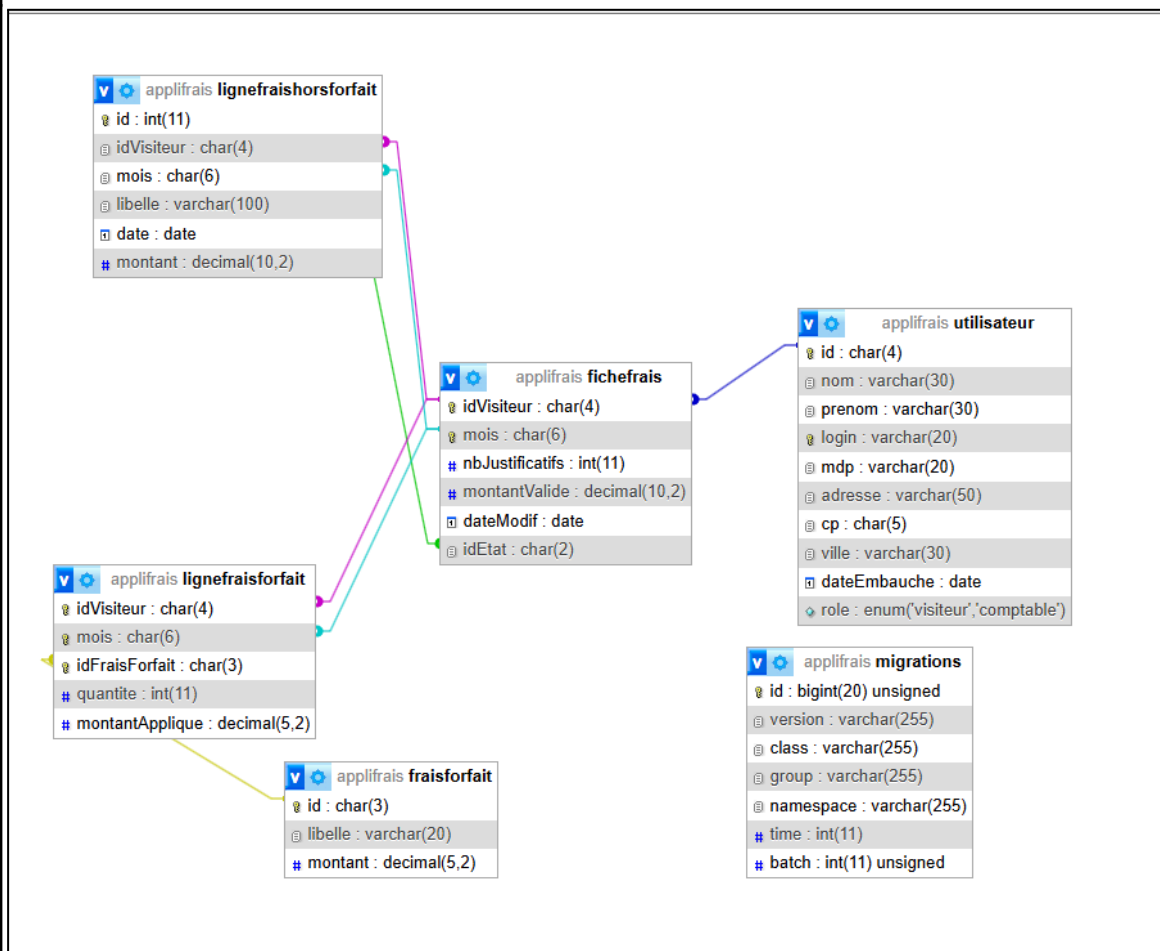 applifrais lignefraishorsforfait
id : int(11)
idVisiteur : char(4)
mois : char(6)
libelle : varchar(100)
date : date
# montant : decimal(10,2)
applifrais utilisateur
id : char(4)
nom : varchar(30)
prenom : varchar(30)
login : varchar(20)
mdp : varchar(20)
adresse : varchar(50)
cp : char(5)
ville : varchar(30)
dateEmbauche : date
role : enum('visiteur','comptable')
applifrais fichefrais
idVisiteur : char(4)
mois : char(6)
# nbJustificatifs : int(11)
# montantValide : decimal(10,2)
dateModif : date
idEtat : char(2)
applifrais lignefraisforfait
idVisiteur : char(4)
mois : char(6)
idFraisForfait : char(3)
# quantite : int(11)
# montantApplique : decimal(5,2)
applifrais migrations
id : bigint(20) unsigned
version : varchar(255)
class : varchar(255)
group : varchar(255)
namespace : varchar(255)
# time : int(11)
# batch : int(11) unsigned
applifrais fraisforfait
id : char(3)
libelle : varchar(20)
# montant : decimal(5,2)